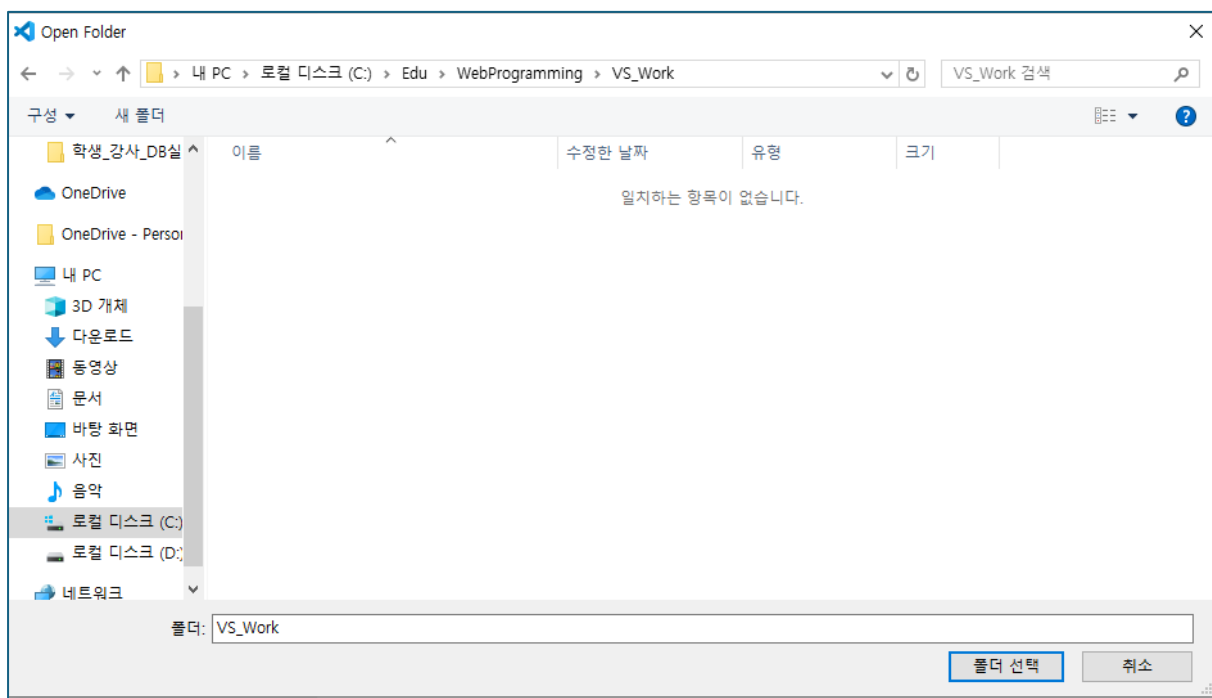 Open Folder
내 PC > 로컬 디스크 (C:) > Edu > WebProgramming > VS_Work
VS_Work 검색
구성
새 폴더
이름
수정한 날짜
유형
크기
일치하는 항목이 없습니다.
학생_강사_DB실
OneDrive
OneDrive - Person
내 PC
3D 개체
다운로드
동영상
문서
바탕 화면
사진
음악
로컬 디스크 (C:)
로컬 디스크 (D:)
네트워크
폴더: VS_Work
폴더 선택
취소